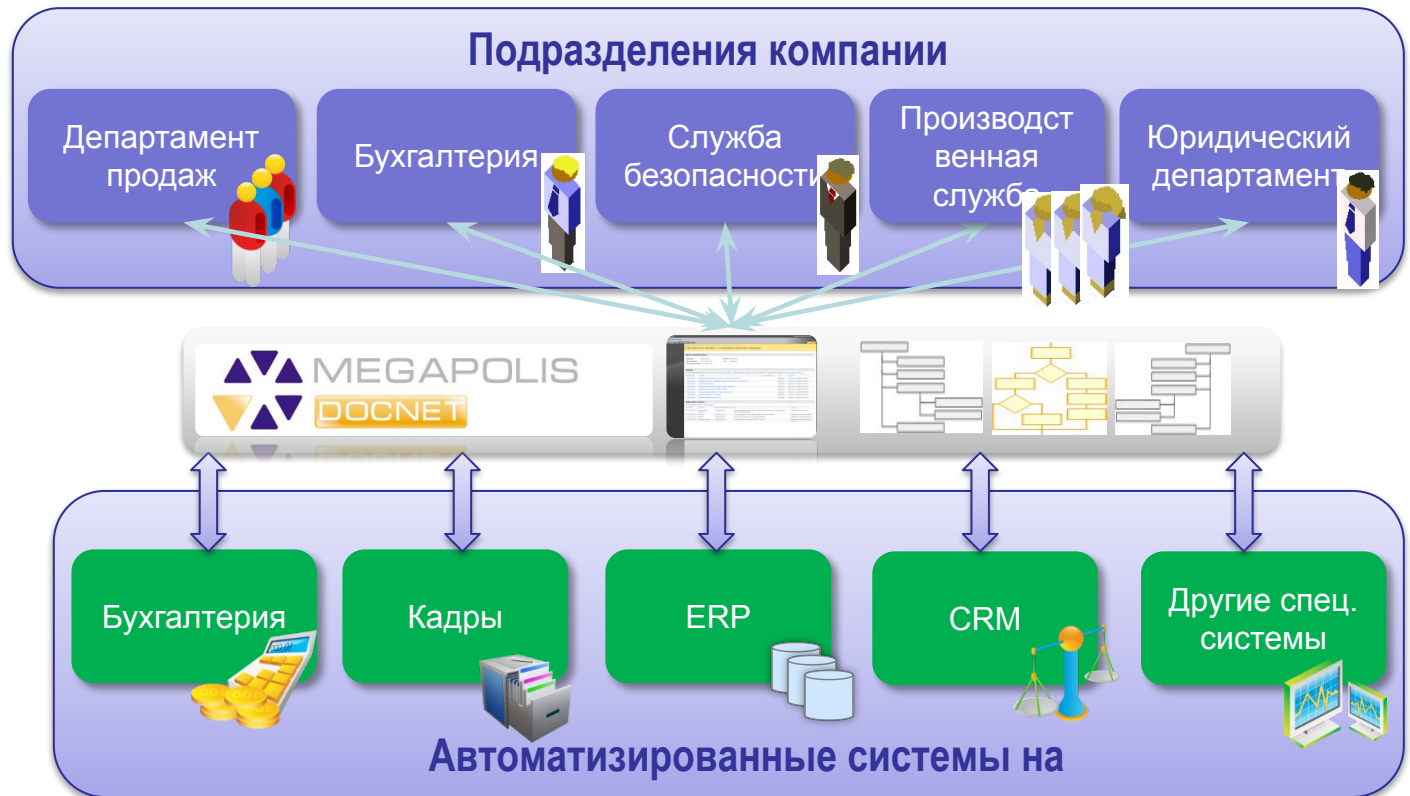 Подразделения компании
Департамент
продаж
Бухгалтерия
Служба
безопасности
Производст
венная
служба
Юридический
департамент
MEGAPOLIS
DOCNET
Бухгалтерия
Кадры
ERP
CRM
Другие спец.
системы
Автоматизированные системы на